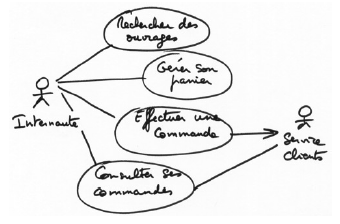 Rechercher des
ouvrages
Gérer son
panier
Effectuer une
Commande
Internaute
Service
Clients
Consulter ses
commandes